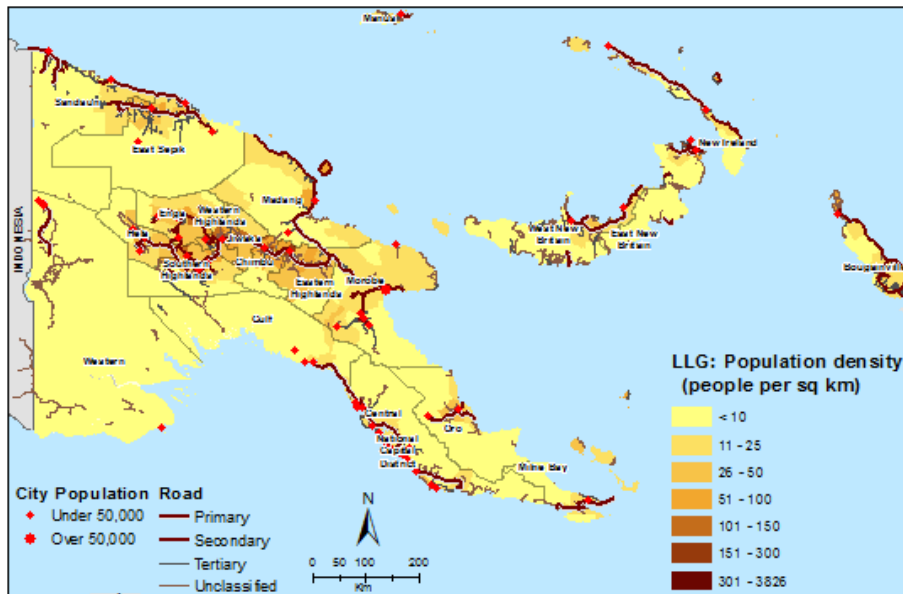 Manus
Sandauny
East Sepik
New Ireland
Madang
Enga
Western
Highlands
Hela
Jiwaka
Southern
Highlands
Chimbu
Eastern
Highlands
Morobe
West New
Britain
East New
Britain
Bougainvill
INDONESIA
Gulf
Western
Central
National
Capital
District
Oro
Milne Bay
LLG: Population density
(people per sq km)
< 10
11 - 25
26 - 50
51 - 100
101 - 150
151 - 300
301 - 3826
City Population
Under 50,000
Over 50,000
Road
Primary
Secondary
Tertiary
Unclassified
N
0 50 100 200
Km